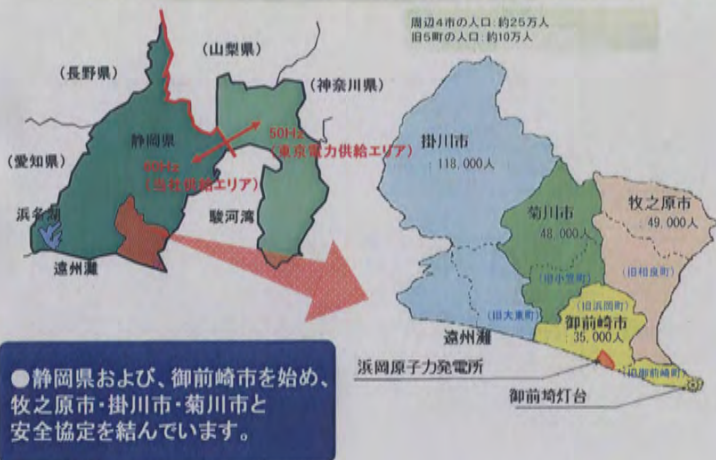 周辺4市の人口：約25万人
旧5町の人口：約10万人
（山梨県）
（長野県）
（神奈川県）
静岡県
50Hz
（東京電力供給エリア）
60Hz
（当社供給エリア）
（愛知県）
浜名湖
駿河湾
遠州灘
掛川市
：118,000人
菊川市
48,000人
牧之原市
：49,000人
（旧相良町）
（旧小笠町）
（旧浜岡町）
（旧大東町）
御前崎市
：35,000人
遠州灘
浜岡原子力発電所
（旧御前崎町）
御前埼灯台
●静岡県および、御前崎市を始め、
牧之原市・掛川市・菊川市と
安全協定を結んでいます。